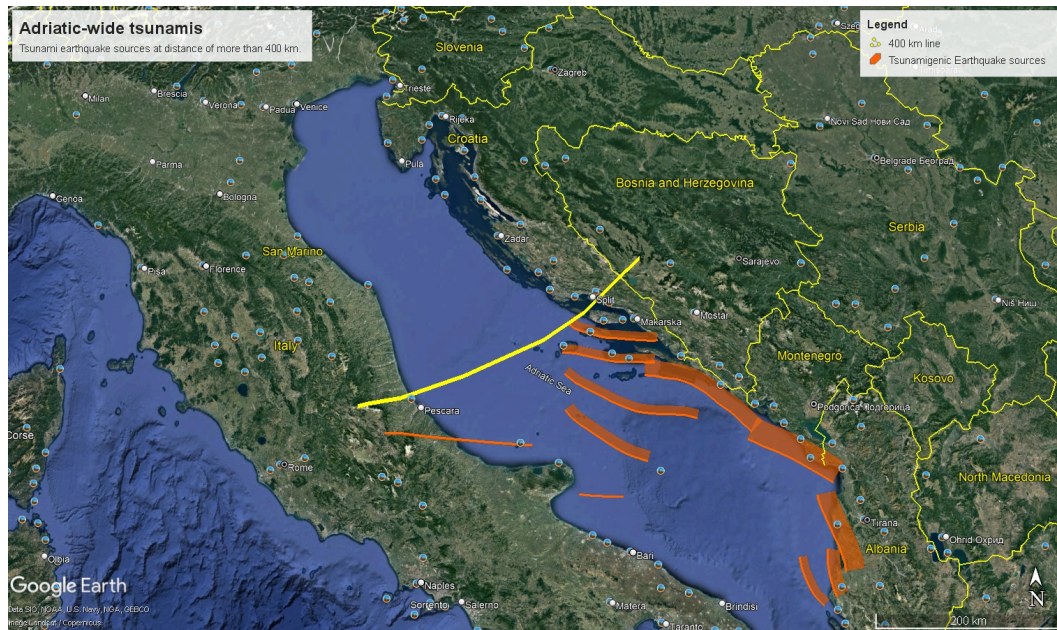 Adriatic-wide tsunamis
Tsunami earthquake sources at distance of more than 400 km.
Legend
400 km line
Tsunamigenic Earthquake sources
Slovenia
Zagreb
Trieste
Milan
Brescia
Verona
Padua
Venice
Rijeka
Croatia
Novi Sad Нови Сад
Parma
Pula
Belgrade Београд
Bosnia and Herzegovina
Genoa
Bologna
Zadar
Serbia
San Marino
Sarajevo
Pisa
Florence
Split
Niš Ниш
Makarska
Mostar
Italy
Montenegro
Adriatic Sea
Kosovo
Pescara
Podgorica Подгорица
Corse
Rome
North Macedonia
Tirana
Ohrid Охрид
Albania
Bari
Olbia
Google Earth
Naples
Sorrento
Salerno
Matera
Brindisi
Data SIO, NOAA, U.S. Navy, NGA, GEBCO
Image Landsat / Copernicus
Taranto
N
200 km